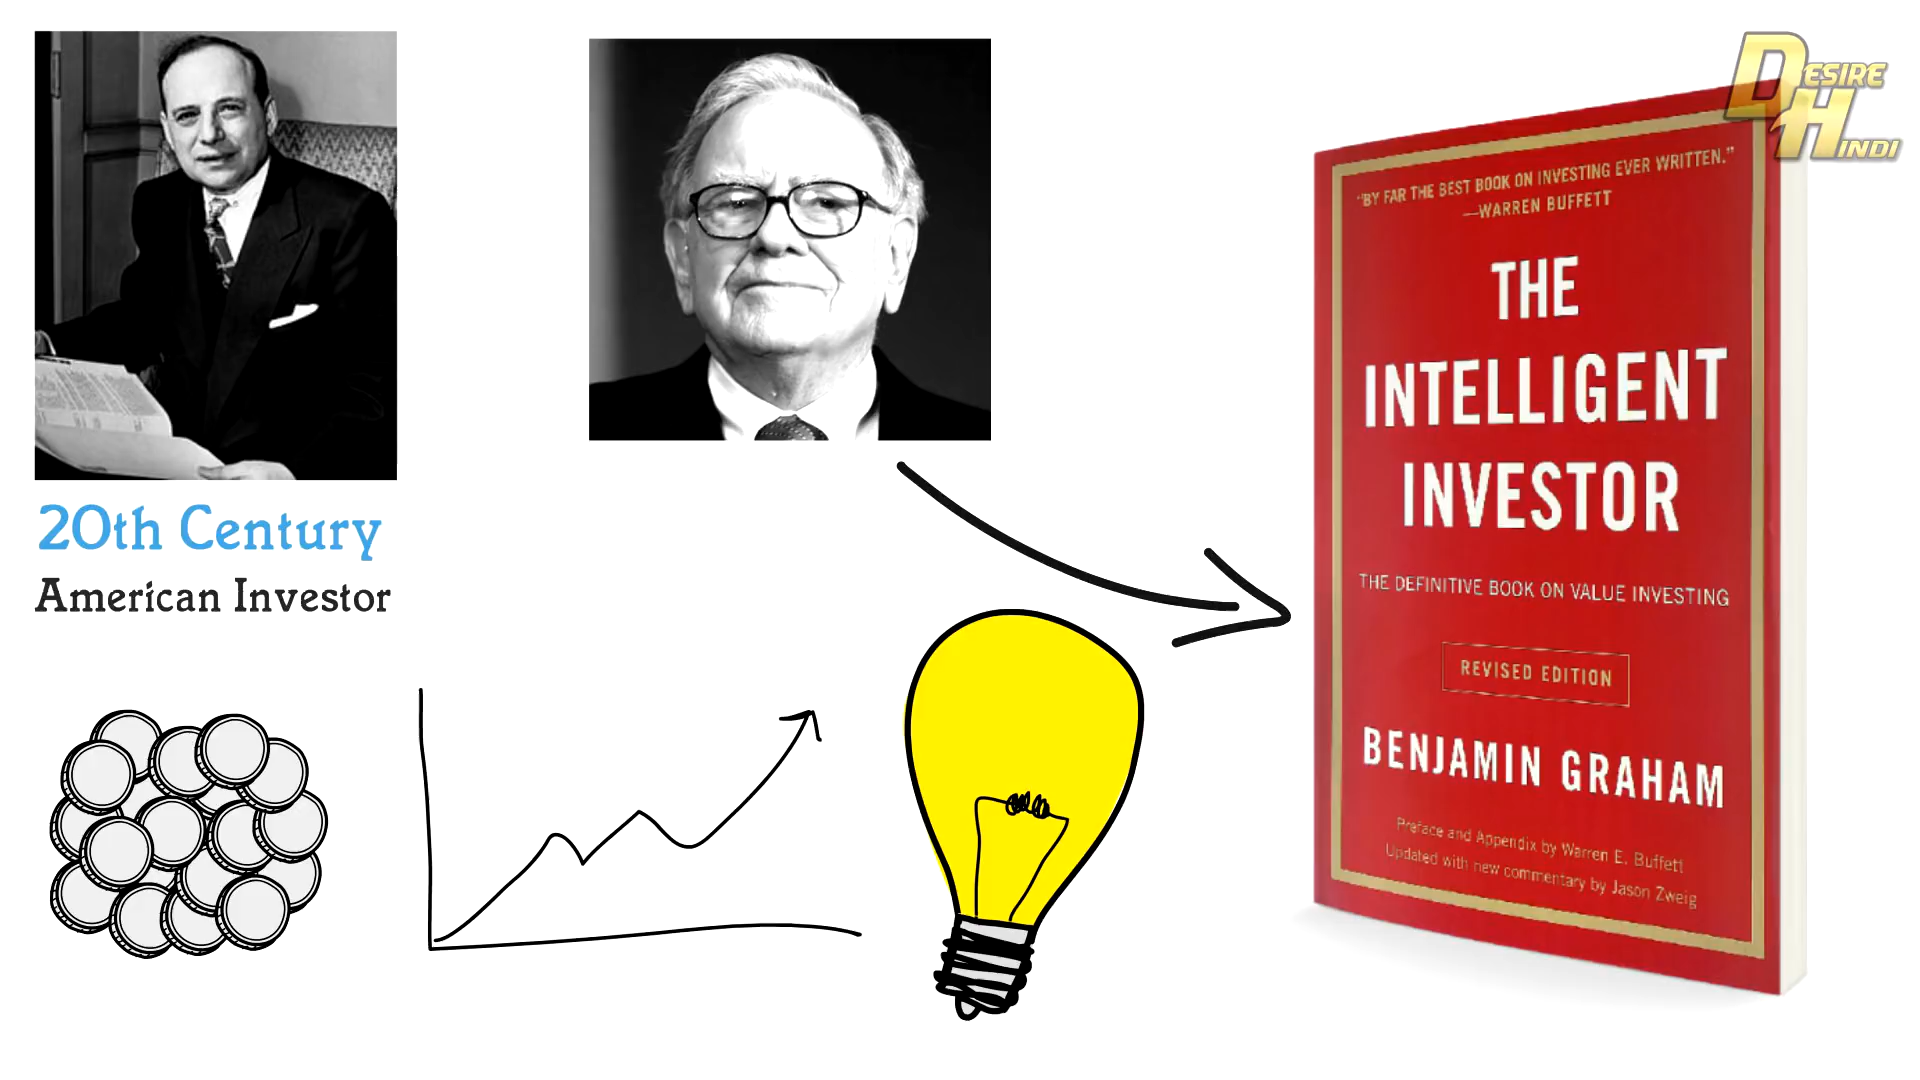 20th Century
American Investor
DESIRE
HINDI
"BY FAR THE BEST BOOK ON INVESTING EVER WRITTEN."
—WARREN BUFFETT
THE
INTELLIGENT
INVESTOR
THE DEFINITIVE BOOK ON VALUE INVESTING
REVISED EDITION
BENJAMIN GRAHAM
Preface and Appendix by Warren E. Buffett
Updated with new commentary by Jason Zweig